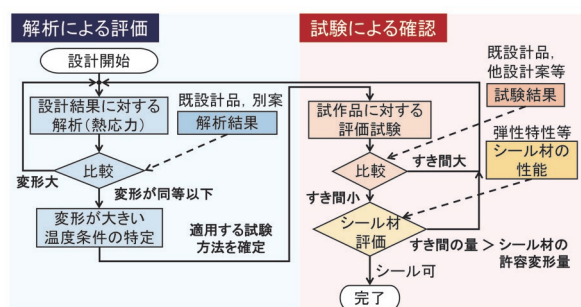 解析による評価
設計開始
設計結果に対する
解析(熱応力)
既設計品，別案
解析結果
比較
変形大
変形が同等以下
変形が大きい
温度条件の特定
適用する試験
方法を確定
試験による確認
既設計品，
他設計案等
試験結果
試作品に対する
評価試験
弾性特性等
シール材の
性能
比較
すき間大
すき間小
シール材
評価
すき間の量 > シール材の
許容変形量
シール可
完了